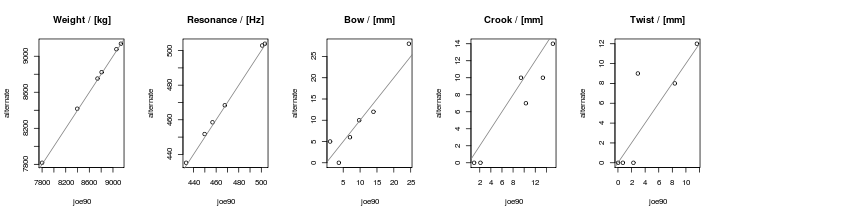 Weight / [kg]
alternate
7800 8200 8600 9000
7800 8200 8600 9000
joe90
Resonance / [Hz]
alternate
440 460 480 500
440 460 480 500
joe90
Bow / [mm]
alternate
0 5 10 15 20 25
5 10 15 20 25
joe90
Crook / [mm]
alternate
0 2 4 6 8 10 12 14
2 4 6 8 12
joe90
Twist / [mm]
alternate
0 2 4 6 8 10 12
0 2 4 6 8 10
joe90